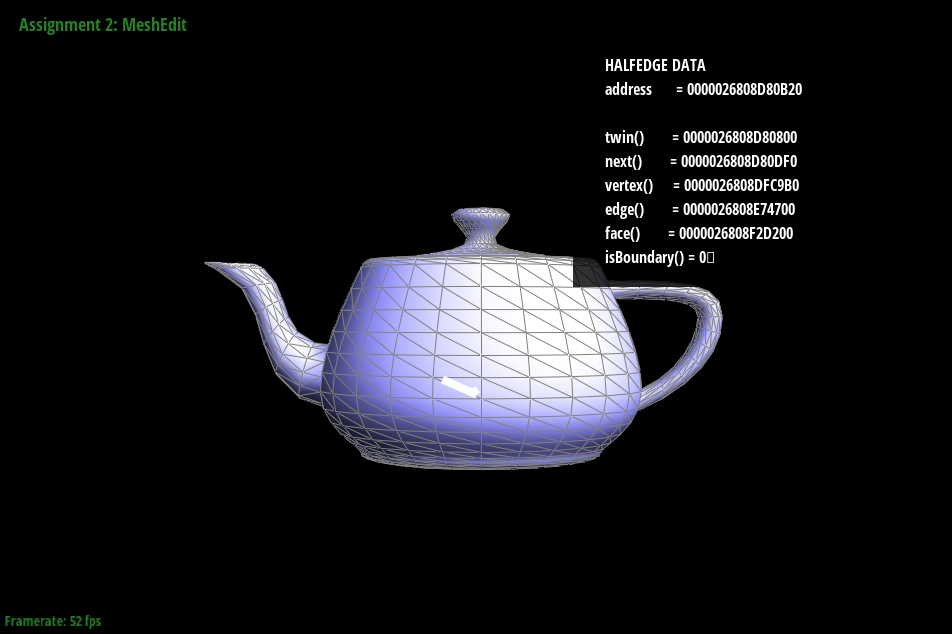 Assignment 2: MeshEdit
HALFEDGE DATA
address = 0000026808D80B20
twin() = 0000026808D80800
next() = 0000026808D80DF0
vertex() = 0000026808DFC9B0
edge() = 0000026808E74700
face() = 0000026808F2D200
isBoundary() = 0▯
Framerate: 52 fps